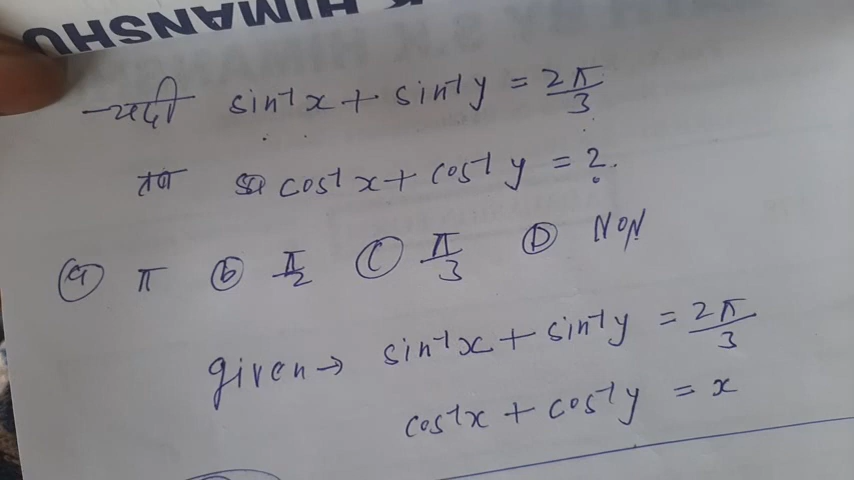 K HIMANSHU
यदी sin⁻¹x + sin⁻¹y = 2π/3
तब cos⁻¹x + cos⁻¹y = ?
(a) π (b) π/2 (c) π/3 (D) NON
given → sin⁻¹x + sin⁻¹y = 2π/3
cos⁻¹x + cos⁻¹y = x